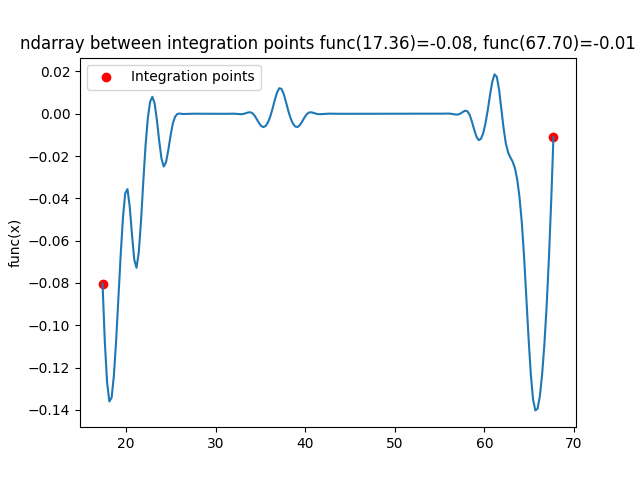 ndarray between integration points func(17.36)=-0.08, func(67.70)=-0.01
Integration points
0.02
0.00
−0.02
−0.04
−0.06
−0.08
−0.10
−0.12
−0.14
func(x)
20 30 40 50 60 70